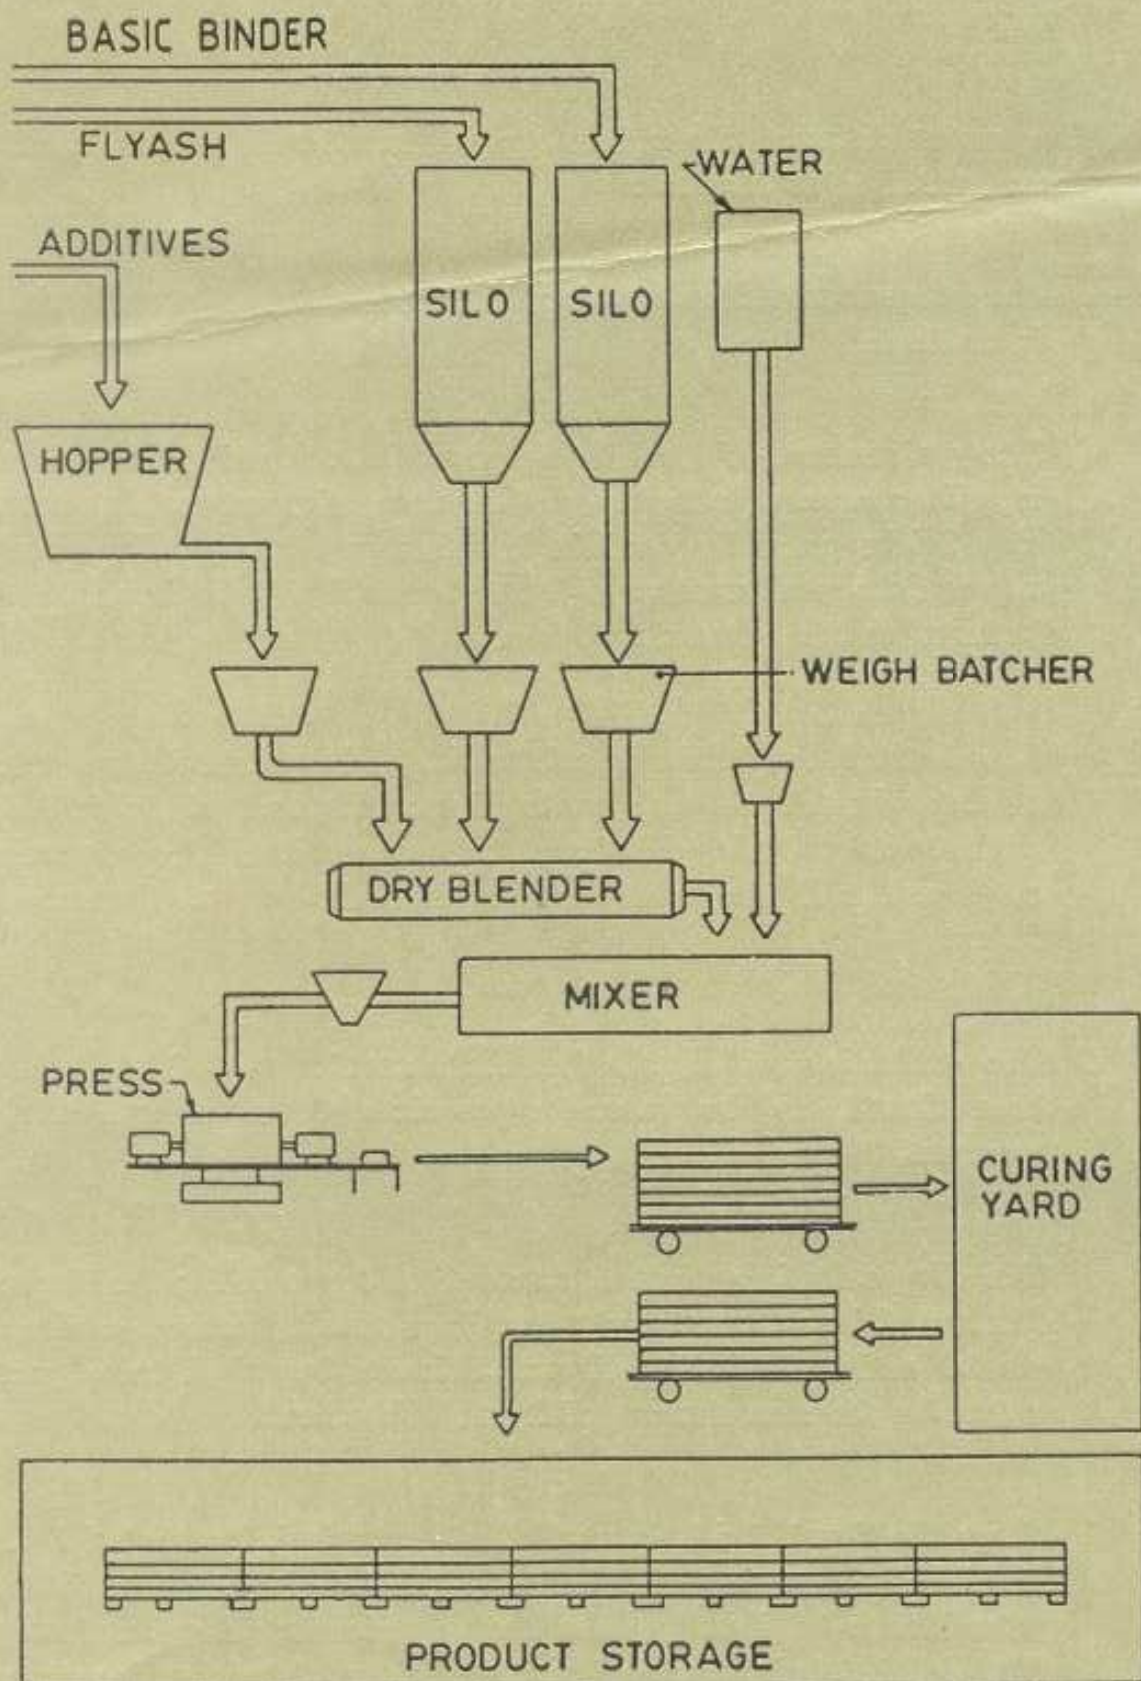 BASIC BINDER
FLYASH
WATER
ADDITIVES
SILO
SILO
HOPPER
WEIGH BATCHER
DRY BLENDER
MIXER
PRESS
CURING
YARD
PRODUCT STORAGE